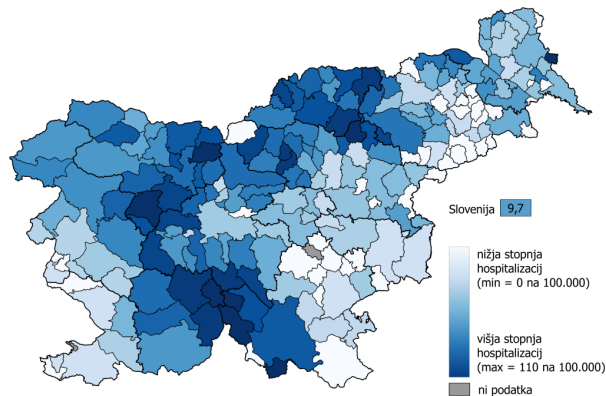 Slovenija 9,7
nižja stopnja
hospitalizacij
(min = 0 na 100.000)
višja stopnja
hospitalizacij
(max = 110 na 100.000)
ni podatka